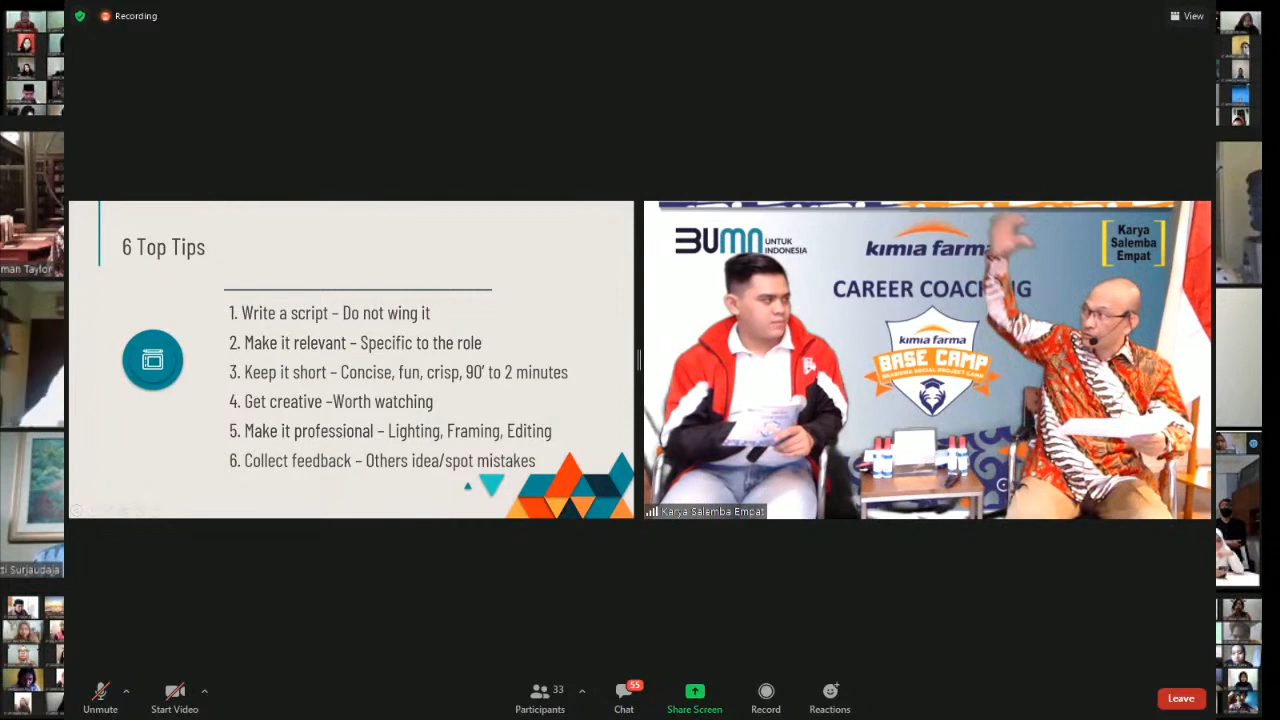 Recording
View
6 Top Tips
1. Write a script – Do not wing it
2. Make it relevant – Specific to the role
3. Keep it short – Concise, fun, crisp, 90’ to 2 minutes
4. Get creative –Worth watching
5. Make it professional – Lighting, Framing, Editing
6. Collect feedback – Others idea/spot mistakes
BUMN UNTUK INDONESIA
kimia farma
Karya
Salemba
Empat
CAREER COACHING
kimia farma
BASE CAMP
Karya Salemba Empat
man Taylor
ti Surjaudaja
Unmute
Start Video
Participants
33
Chat
55
Share Screen
Record
Reactions
Leave